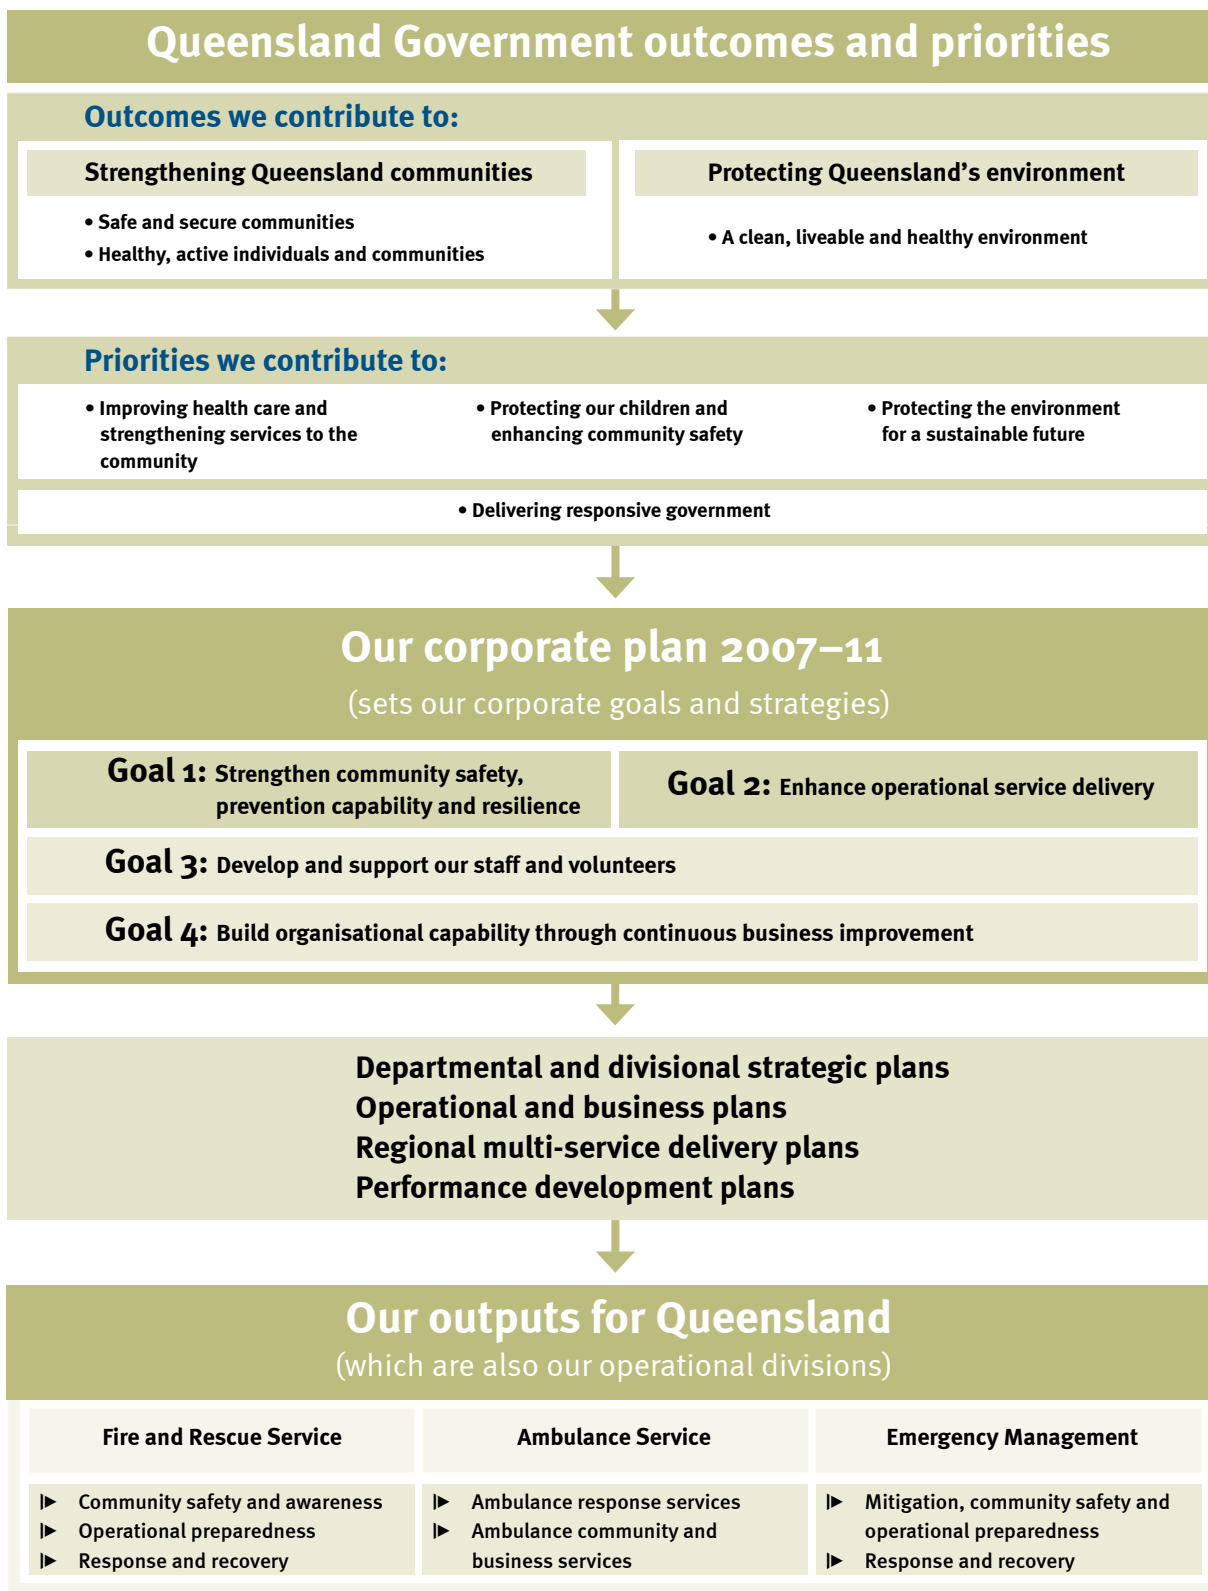 Queensland Government outcomes and priorities
Outcomes we contribute to:
Strengthening Queensland communities
• Safe and secure communities
• Healthy, active individuals and communities
Protecting Queensland’s environment
• A clean, liveable and healthy environment
Priorities we contribute to:
• Improving health care and
strengthening services to the
community
• Protecting our children and
enhancing community safety
• Protecting the environment
for a sustainable future
• Delivering responsive government
Our corporate plan 2007–11
(sets our corporate goals and strategies)
Goal 1: Strengthen community safety,
prevention capability and resilience
Goal 2: Enhance operational service delivery
Goal 3: Develop and support our staff and volunteers
Goal 4: Build organisational capability through continuous business improvement
Departmental and divisional strategic plans
Operational and business plans
Regional multi-service delivery plans
Performance development plans
Our outputs for Queensland
(which are also our operational divisions)
Fire and Rescue Service
Community safety and awareness
Operational preparedness
Response and recovery
Ambulance Service
Ambulance response services
Ambulance community and
business services
Emergency Management
Mitigation, community safety and
operational preparedness
Response and recovery